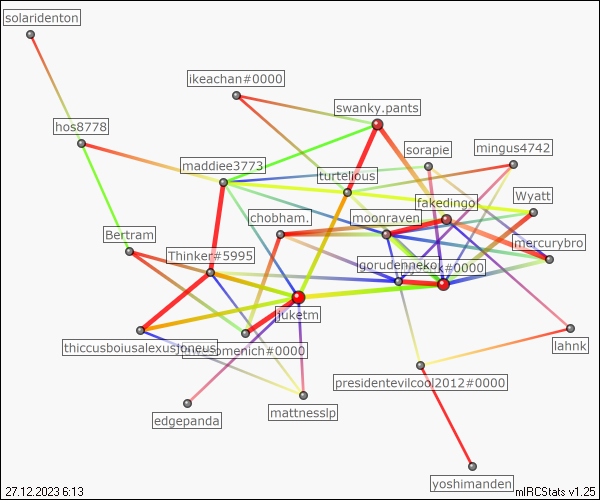 solaridenton
ikeachan#0000
swanky.pants
hos8778
sorapie
mingus4742
maddiee3773
turtelious
Wyatt
fakedingo
chobham.
moonraven
Bertram
mercurybro
Thinker#5995
gorudennekoi
#0000
juketm
lahnk
thiccusboiusalexusjoneus
menich#0000
presidentevilcool2012#0000
edgepanda
mattnesslp
yoshimanden
27.12.2023 6:13
mIRCStats v1.25